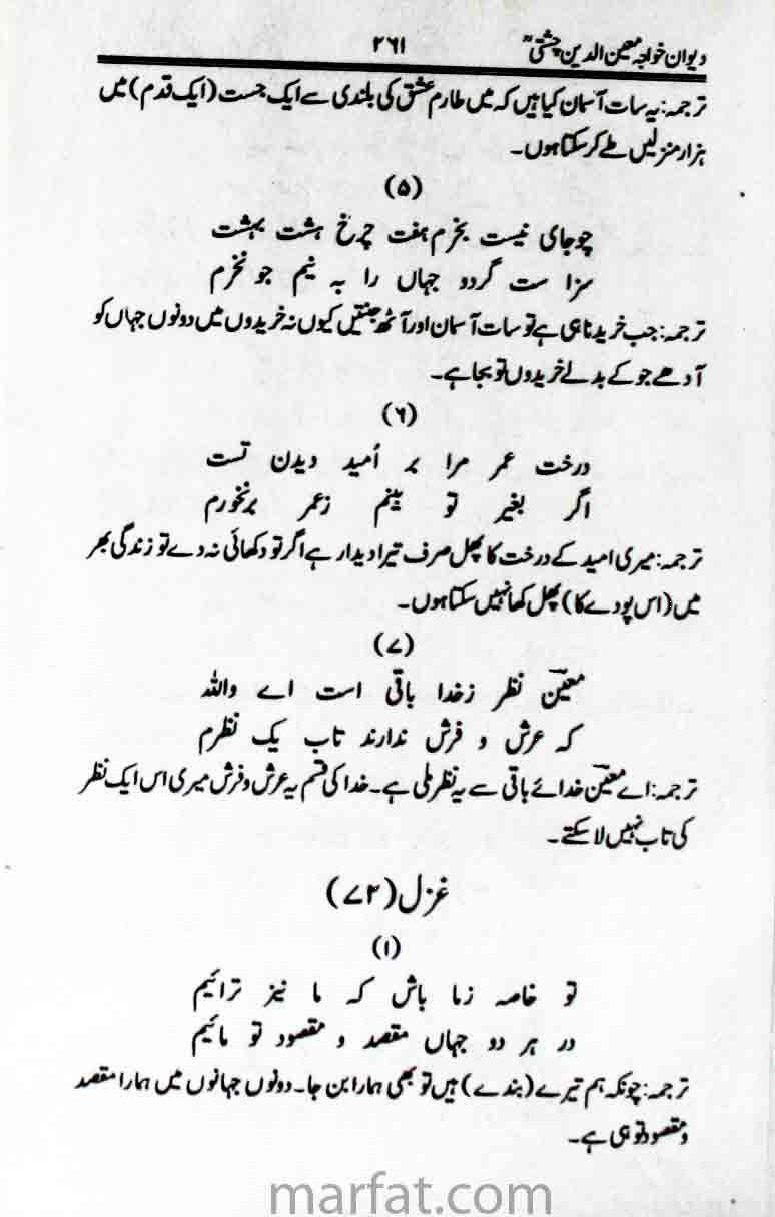 دیوان خواجہ معین الدین چشتیؒ ۲۶۱
ترجمہ: یہ سات آسمان کیا ہیں کہ میں طارم عشق کی بلندی سے ایک جست (ایک قدم) میں
ہزار منزلیں طے کر سکتا ہوں۔
(۵)
چوجای نیست بخرم ہفت چرخ ہشت بہشت
سزا ست گردو جہاں را بہ نیم جو نخرم
ترجمہ: جب خریدنا ہی ہے تو سات آسمان اور آٹھ جنتیں کیوں نہ خریدوں میں دونوں جہاں کو
آدھے جو کے بدلے خریدوں تو بجا ہے۔
(۶)
درخت عمر مرا بر اُمید دیدن تست
اگر بغیر تو بینم زعمر برنخورم
ترجمہ: میری امید کے درخت کا پھل صرف تیرا دیدار ہے اگر تو دکھائی نہ دے تو زندگی بھر
میں (اس پودے کا) پھل کھا نہیں سکتا ہوں۔
(۷)
معینؔ نظر زخدا باقی است اے واللہ
کہ عرش و فرش ندارند تاب یک نظرم
ترجمہ: اے معینؔ خدائے باقی سے یہ نظر ملی ہے۔ خدا کی قسم یہ عرش و فرش میری اس ایک نظر
کی تاب نہیں لا سکتے۔
غزل (۷۲)
(۱)
تو خاصہ زما باش کہ ما نیز ترائیم
در ہر دو جہاں مقصد و مقصود تو مائیم
ترجمہ: چونکہ ہم تیرے (بندے) ہیں تو بھی ہمارا بن جا۔ دونوں جہانوں میں ہمارا مقصد
و مقصود تو ہی ہے۔
marfat.com